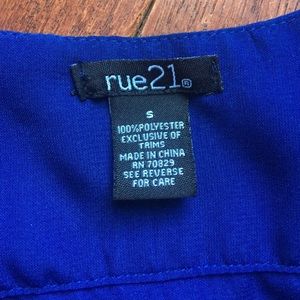 rue21®
S
100%POLYESTER
EXCLUSIVE OF
TRIMS
MADE IN CHINA
RN 70829
SEE REVERSE
FOR CARE